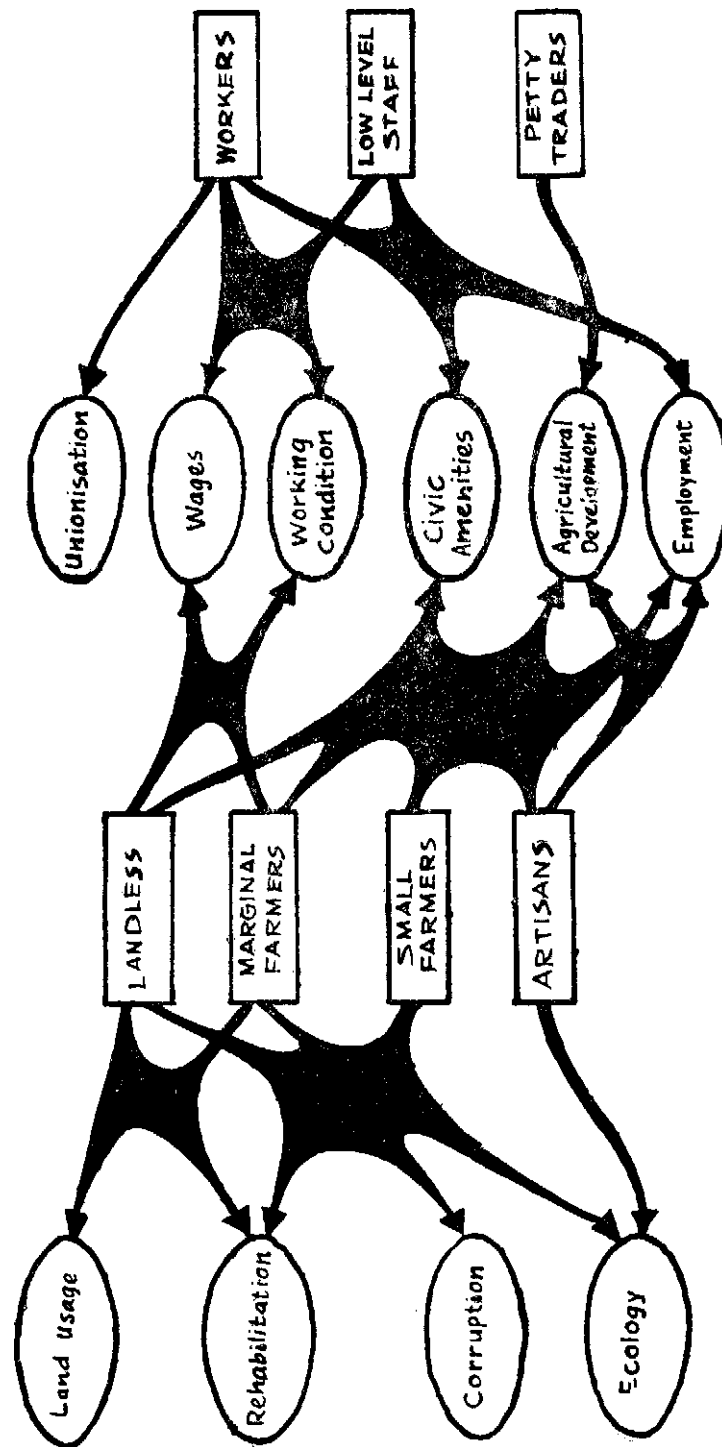 Land Usage
Rehabilitation
Corruption
Ecology
LANDLESS
MARGINAL
FARMERS
SMALL
FARMERS
ARTISANS
Unionisation
Wages
Working
Condition
Civic
Amenities
Agricultural
Development
Employment
WORKERS
LOW LEVEL
STAFF
PETTY
TRADERS